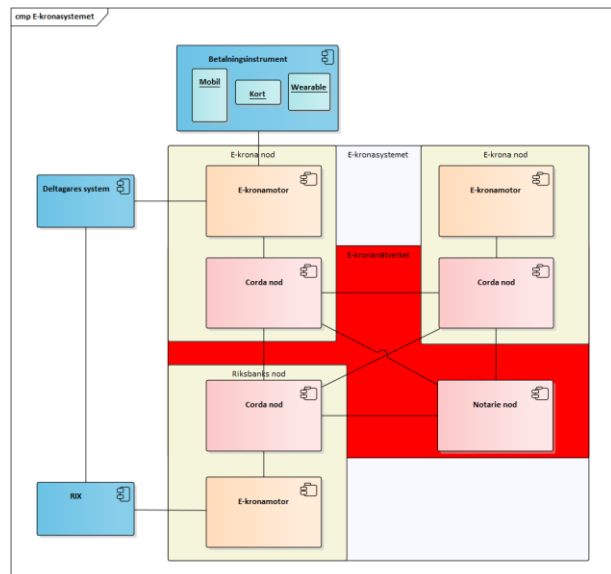 cmp E-kronasystemet
Betalningsinstrument
Mobil
Kort
Wearable
E-krona nod
E-kronasystemet
E-krona nod
Deltagares system
E-kronamotor
E-kronamotor
E-kronanätverket
Corda nod
Corda nod
Riksbanks nod
Corda nod
Notarie nod
RIX
E-kronamotor